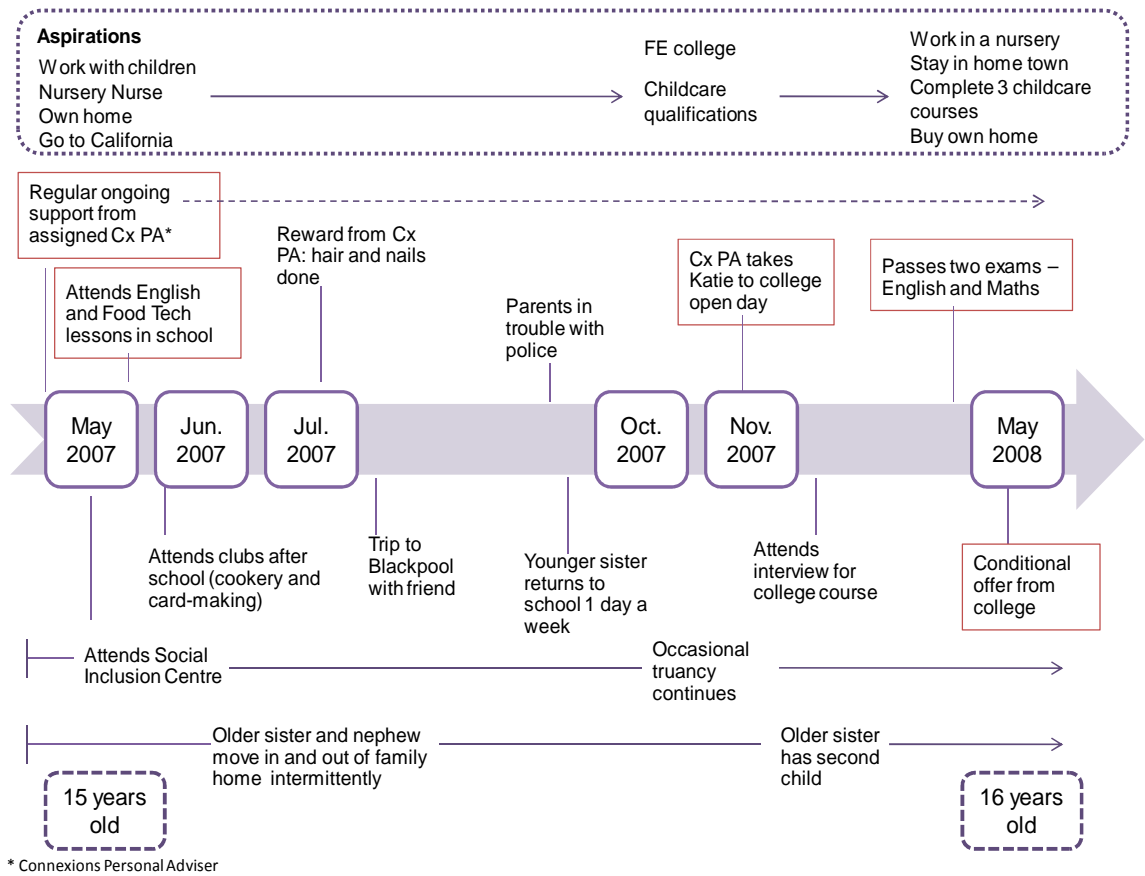 Aspirations
Work with children
Nursery Nurse
Own home
Go to California
FE college
Childcare
qualifications
Work in a nursery
Stay in home town
Complete 3 childcare
courses
Buy own home
Regular ongoing
support from
assigned Cx PA*
Attends English
and Food Tech
lessons in school
Reward from Cx
PA: hair and nails
done
Parents in
trouble with
police
Cx PA takes
Katie to college
open day
Passes two exams –
English and Maths
May
2007
Jun.
2007
Jul.
2007
Oct.
2007
Nov.
2007
May
2008
Attends clubs after
school (cookery and
card-making)
Trip to
Blackpool
with friend
Younger sister
returns to
school 1 day a
week
Attends
interview for
college course
Conditional
offer from
college
Attends Social
Inclusion Centre
Occasional
truancy
continues
Older sister and nephew
move in and out of family
home intermittently
Older sister
has second
child
15 years
old
16 years
old
* Connexions Personal Adviser